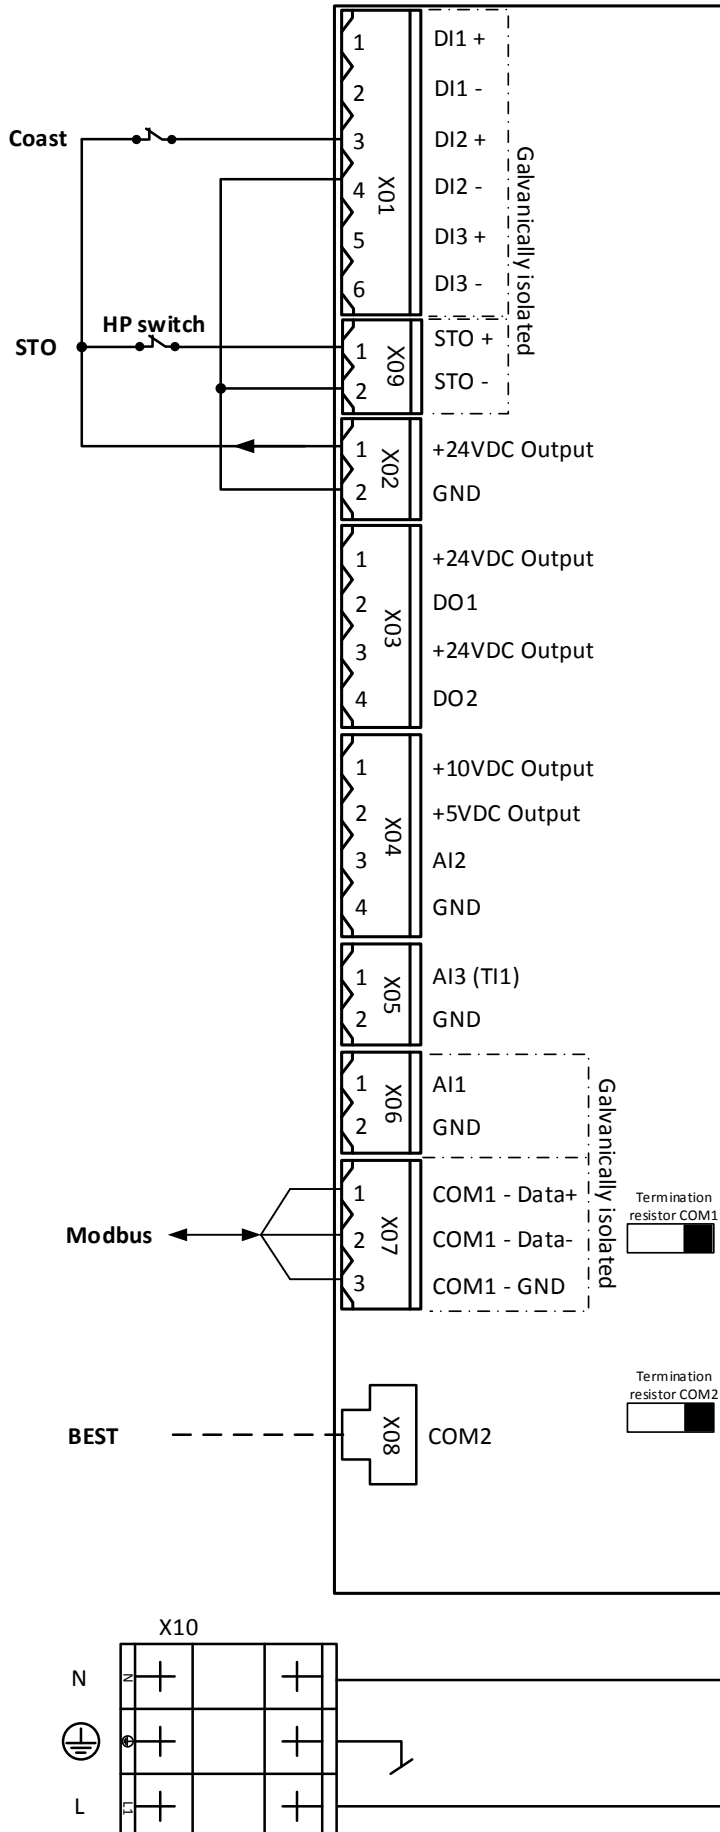 1 DI1 +
2 DI1 -
Coast 3 DI2 +
4 DI2 -
5 DI3 +
6 DI3 -
X01
Galvanically isolated
HP switch
STO 1 STO +
2 STO -
X09
1 +24VDC Output
2 GND
X02
1 +24VDC Output
2 DO1
3 +24VDC Output
4 DO2
X03
1 +10VDC Output
2 +5VDC Output
3 AI2
4 GND
X04
1 AI3 (TI1)
2 GND
X05
1 AI1
2 GND
X06
Galvanically isolated
1 COM1 - Data+
Modbus 2 COM1 - Data-
3 COM1 - GND
X07
Termination
resistor COM1
Termination
resistor COM2
BEST X08 COM2
X10
N N
L L1